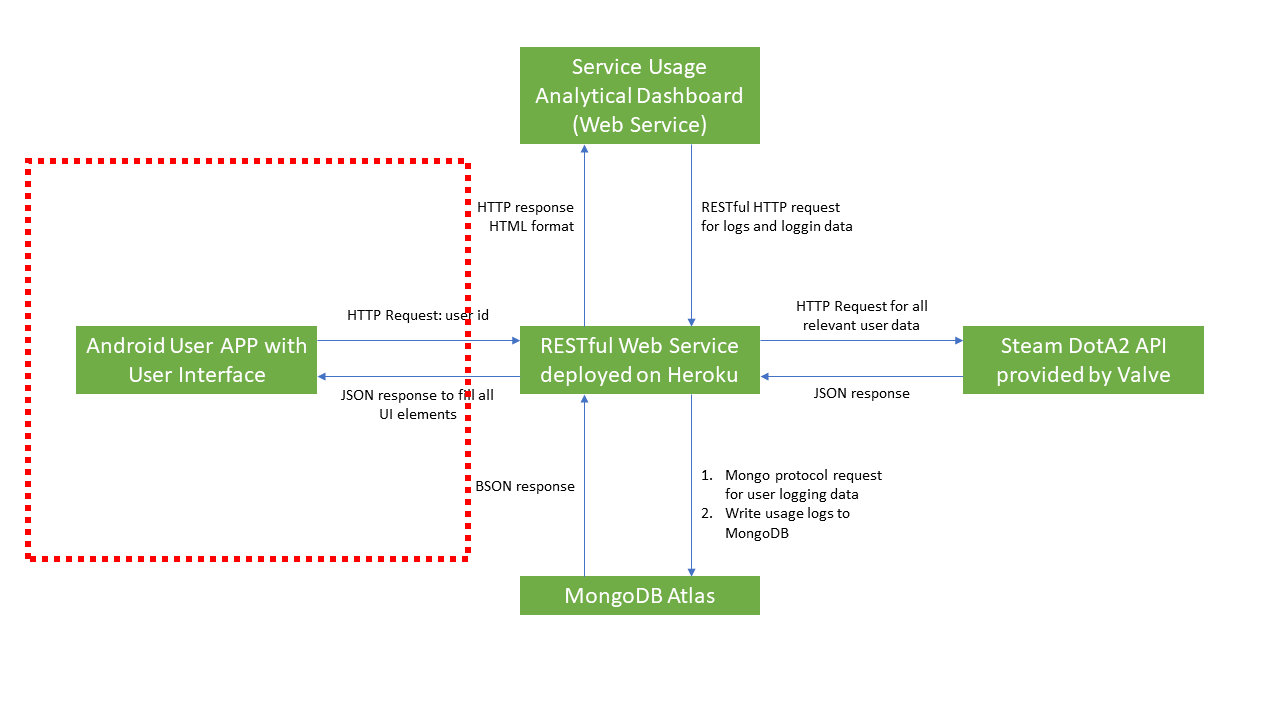 Service Usage
Analytical Dashboard
(Web Service)
HTTP response
HTML format
RESTful HTTP request
for logs and loggin data
HTTP Request: user id
HTTP Request for all
relevant user data
Android User APP with
User Interface
RESTful Web Service
deployed on Heroku
Steam DotA2 API
provided by Valve
JSON response to fill all
UI elements
JSON response
BSON response
1. Mongo protocol request
for user logging data
2. Write usage logs to
MongoDB
MongoDB Atlas